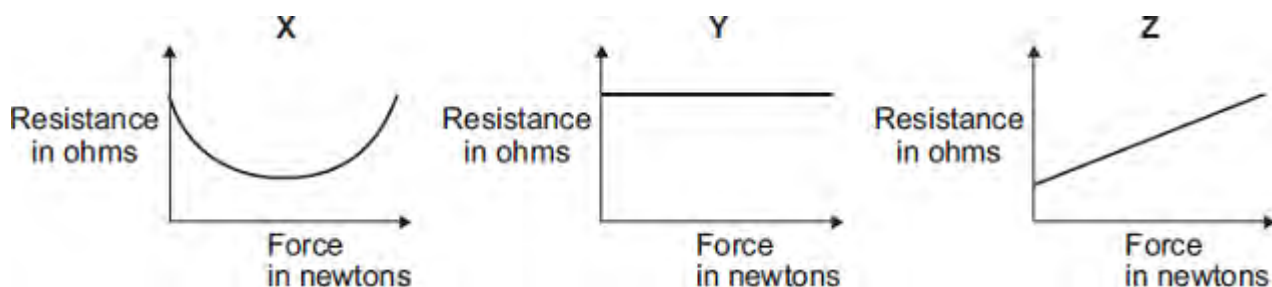 X
Resistance
in ohms
Force
in newtons
Y
Resistance
in ohms
Force
in newtons
Z
Resistance
in ohms
Force
in newtons